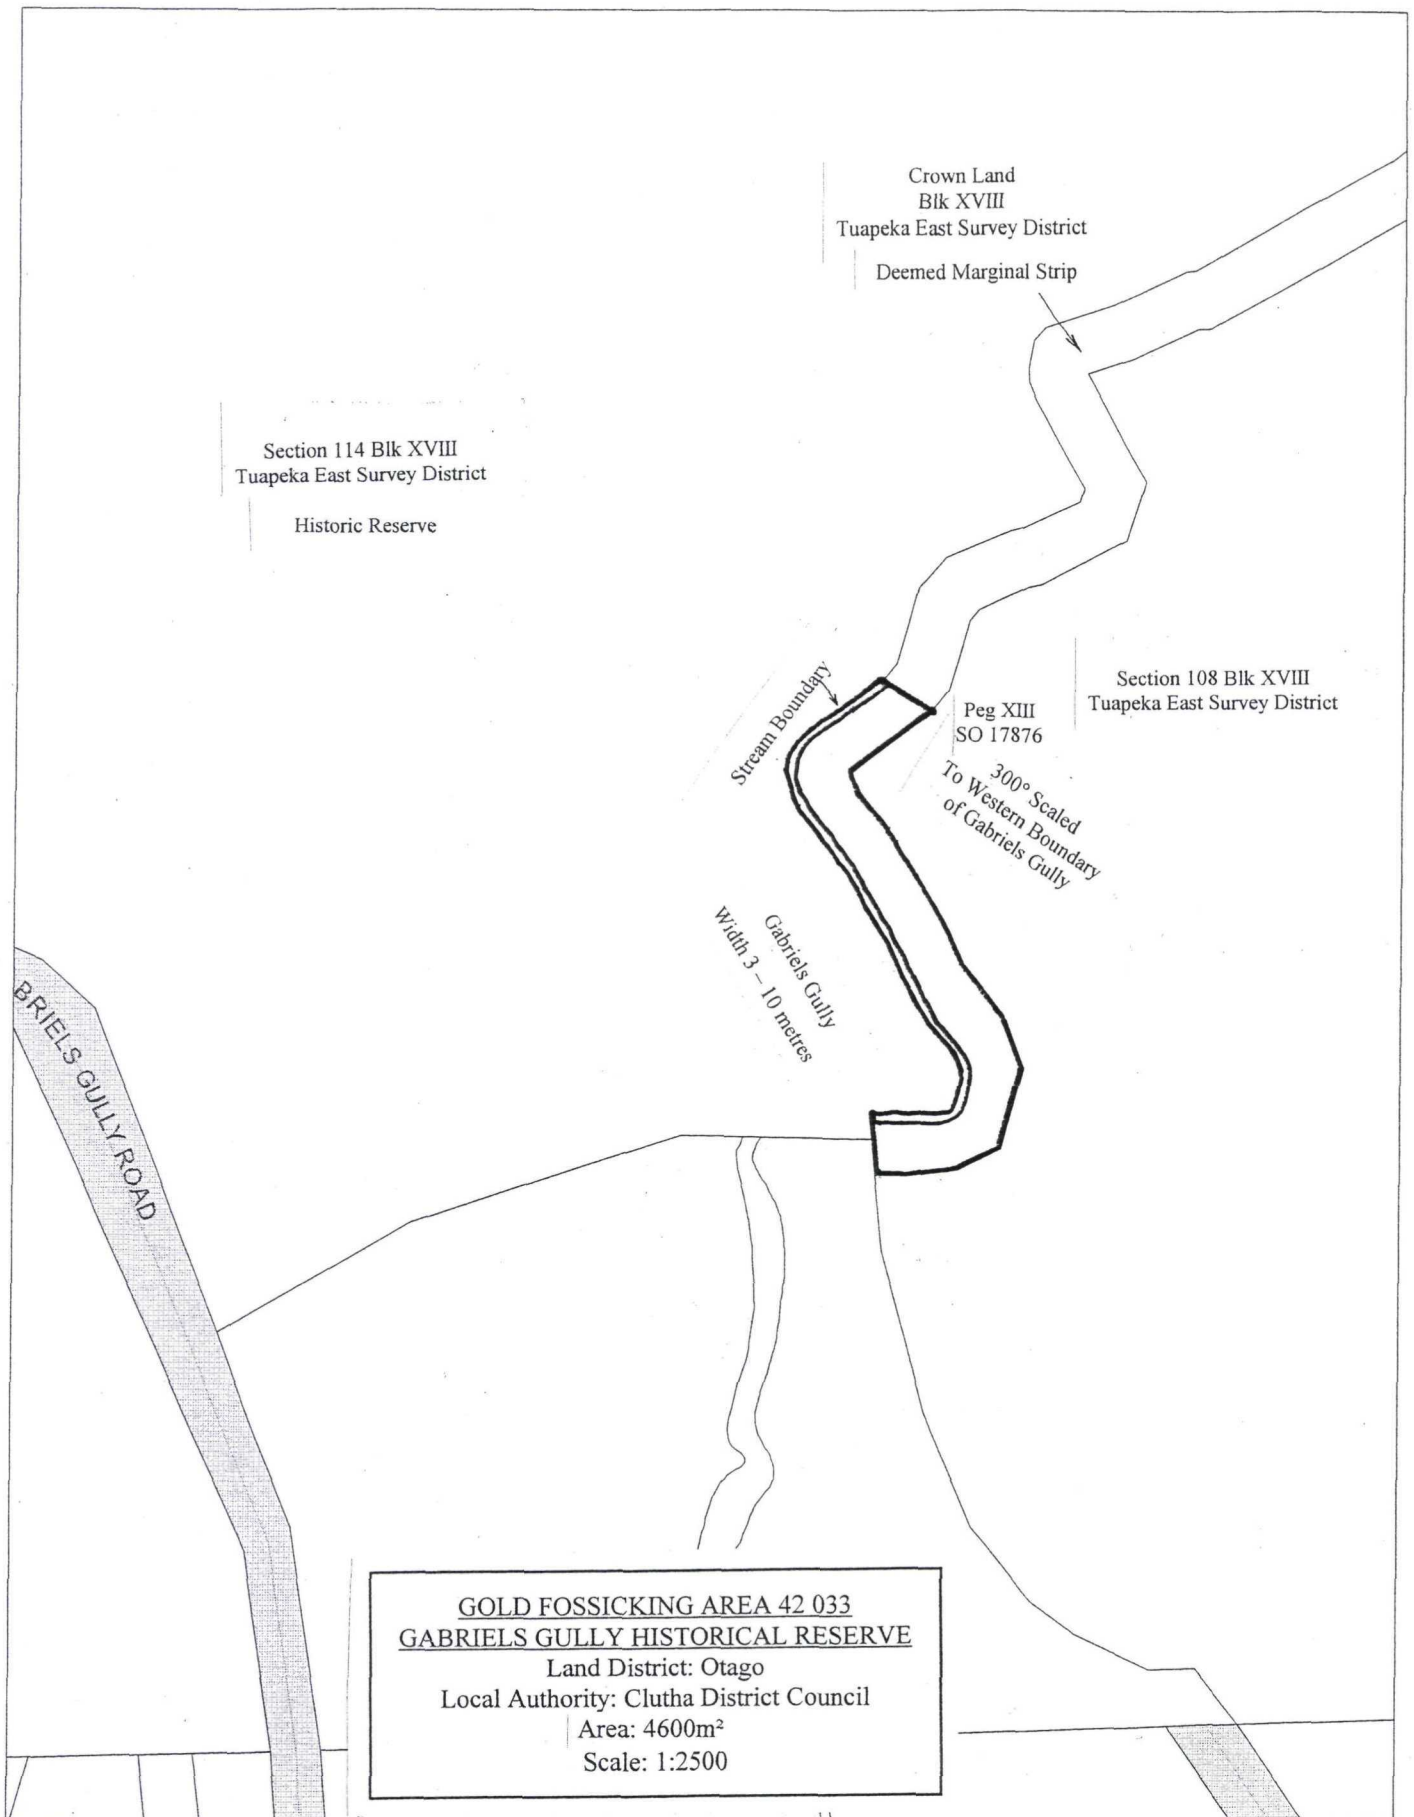 Crown Land
Blk XVIII
Tuapeka East Survey District
Deemed Marginal Strip
Section 114 Blk XVIII
Tuapeka East Survey District
Historic Reserve
Stream Boundary
Section 108 Blk XVIII
Tuapeka East Survey District
Peg XIII
SO 17876
300° Scaled
To Western Boundary
of Gabriels Gully
Gabriels Gully
Width 3 – 10 metres
BRIELS GULLY ROAD
GOLD FOSSICKING AREA 42 033
GABRIELS GULLY HISTORICAL RESERVE
Land District: Otago
Local Authority: Clutha District Council
Area: 4600m²
Scale: 1:2500